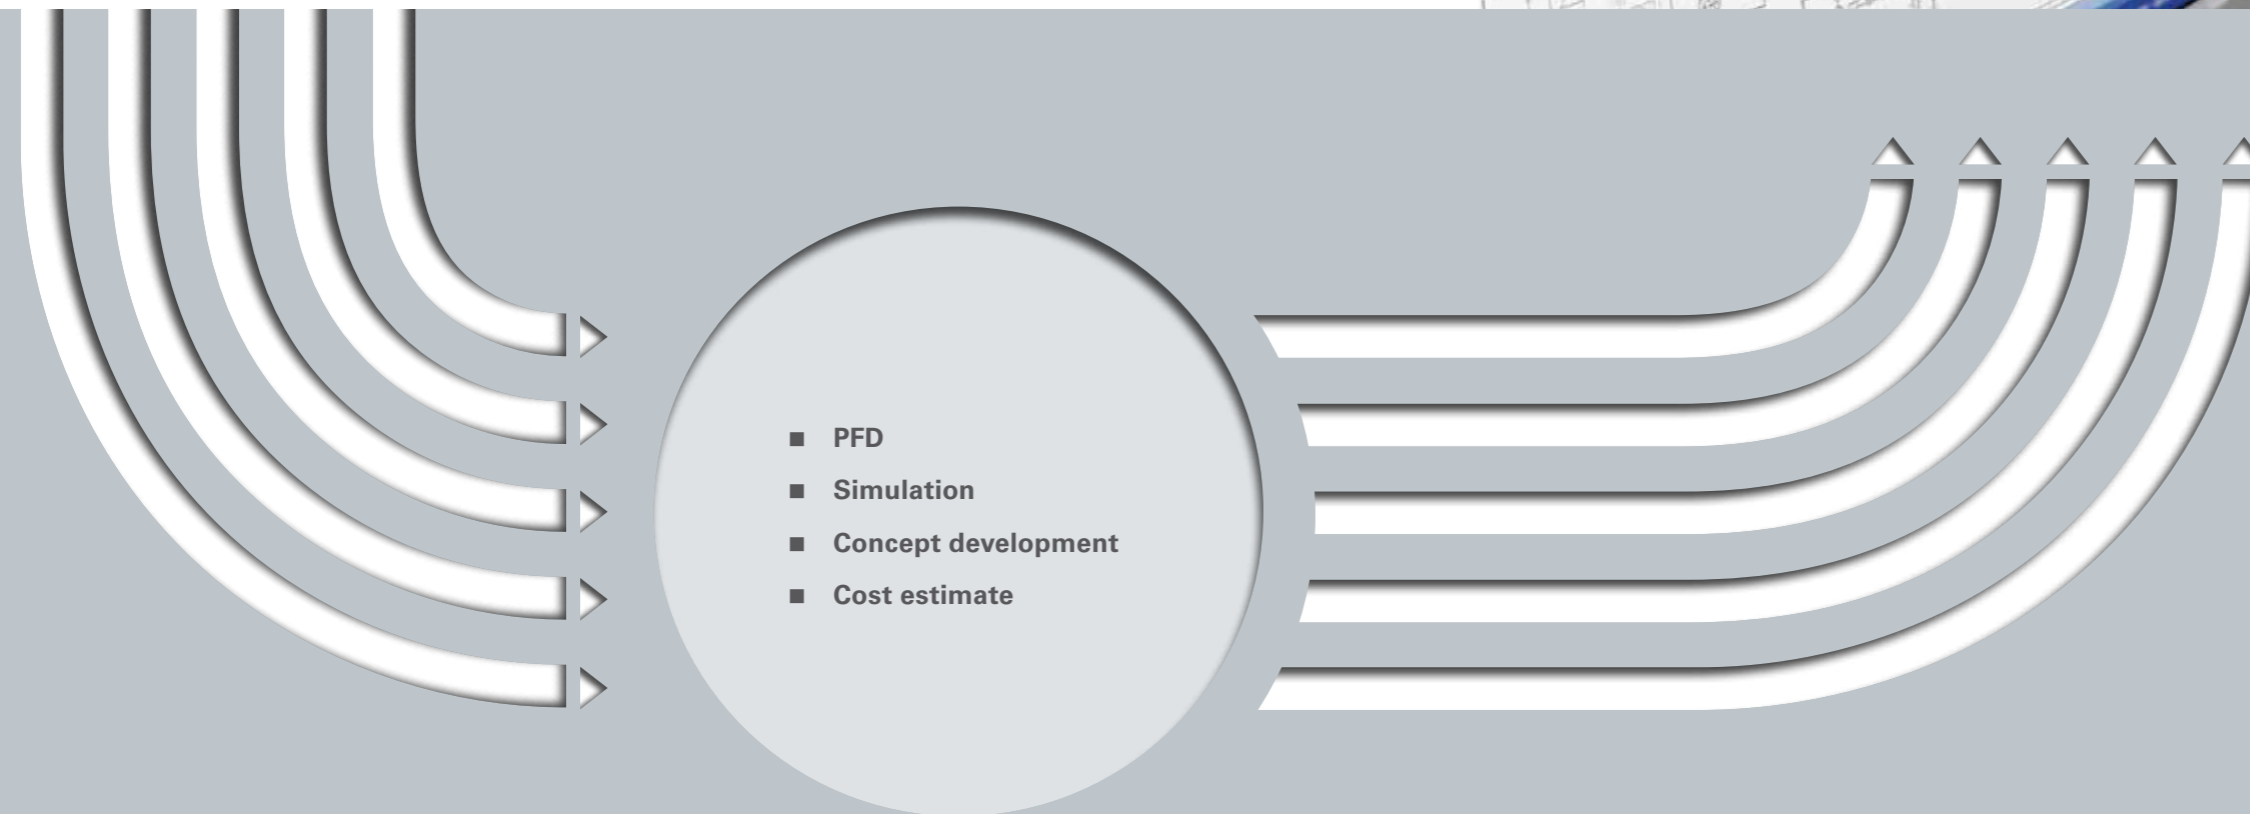 ■ PFD
■ Simulation
■ Concept development
■ Cost estimate